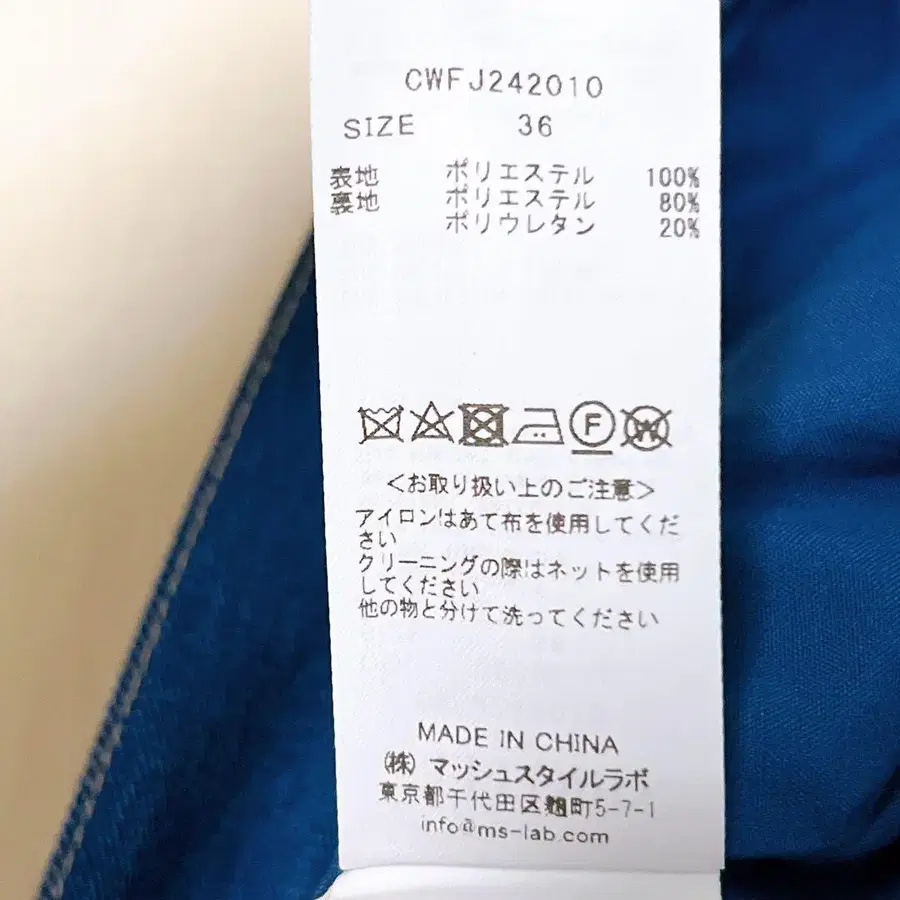 CWFJ242010
SIZE 36
表地 ポリエステル 100%
裏地 ポリエステル 80%
ポリウレタン 20%
F W
<お取り扱い上のご注意>
アイロンはあて布を使用してくだ
さい
クリーニングの際はネットを使用
してください
他の物と分けて洗ってください
MADE IN CHINA
(株) マッシュスタイルラボ
東京都千代田区麹町5-7-1
info@ms-lab.com